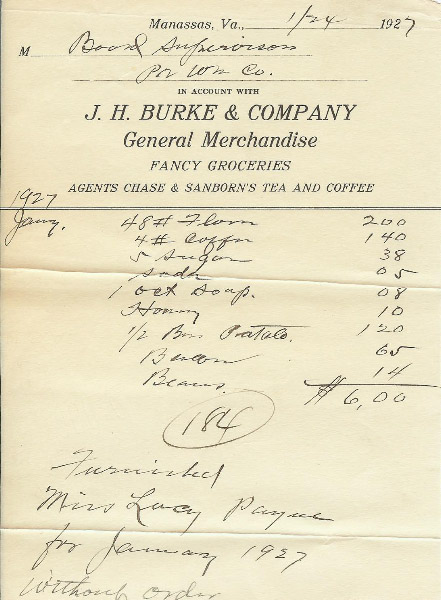 Manassas, Va., 1/24 1927
M Board Supervisors
Pr Wm Co.
IN ACCOUNT WITH
J. H. BURKE & COMPANY
General Merchandise
FANCY GROCERIES
AGENTS CHASE & SANBORN'S TEA AND COFFEE
1927
Jany. 48# Flour 200
4# Coffee 140
5 Sugar 38
Soda 05
1 Oct Soap. 08
Hominy 10
1/2 Bus Potato. 120
Bacon 65
Beans 14
$6,00
184
Furnished
Miss Lucy Payne
for January 1927
Without order